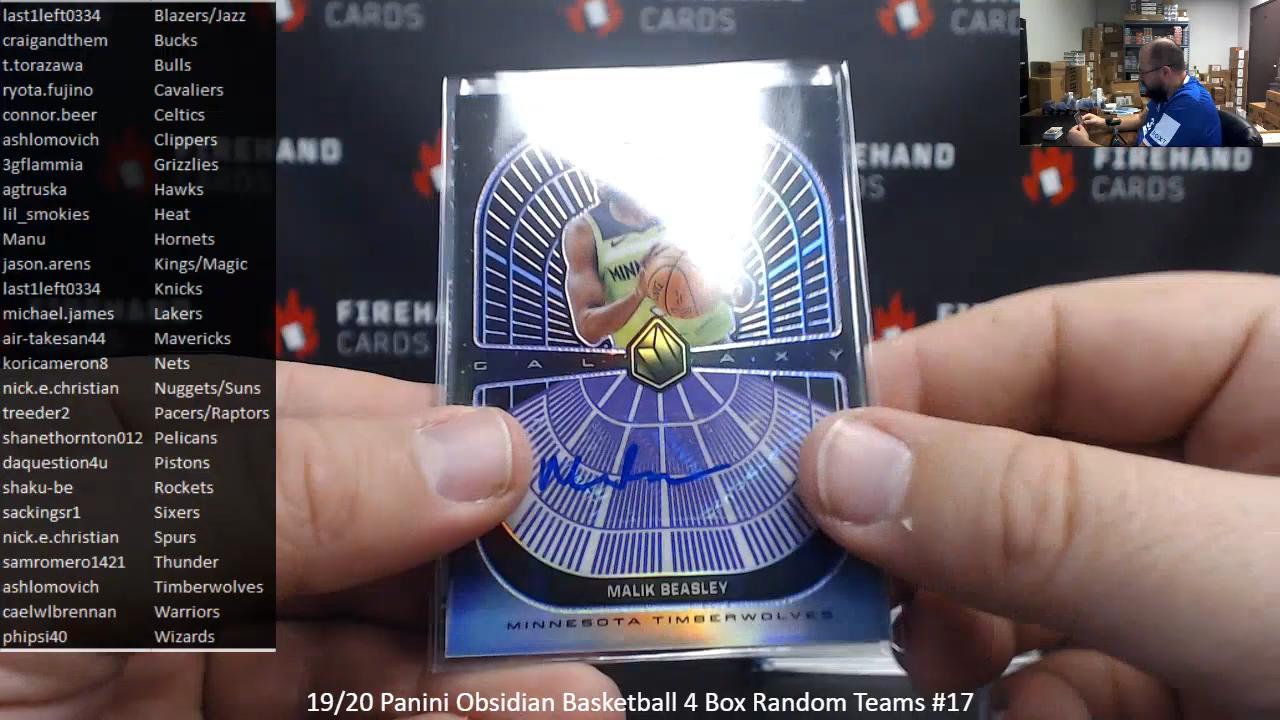 last1left0334 Blazers/Jazz
craigandthem Bucks
t.torazawa Bulls
ryota.fujino Cavaliers
connor.beer Celtics
ashlomovich Clippers
3gflammia Grizzlies
agtruska Hawks
lil_smokies Heat
Manu Hornets
jason.arens Kings/Magic
last1left0334 Knicks
michael.james Lakers
air-takesan44 Mavericks
koricameron8 Nets
nick.e.christian Nuggets/Suns
treeder2 Pacers/Raptors
shanethornton012 Pelicans
daquestion4u Pistons
shaku-be Rockets
sackingsr1 Sixers
nick.e.christian Spurs
samromero1421 Thunder
ashlomovich Timberwolves
caelwlbrennan Warriors
phipsi40 Wizards
CARDS
CARDS
FIREHAND
CARDS
FIREHAND
CARDS
MINN
GALAXY
MALIK BEASLEY
MINNESOTA TIMBERWOLVES
19/20 Panini Obsidian Basketball 4 Box Random Teams #17